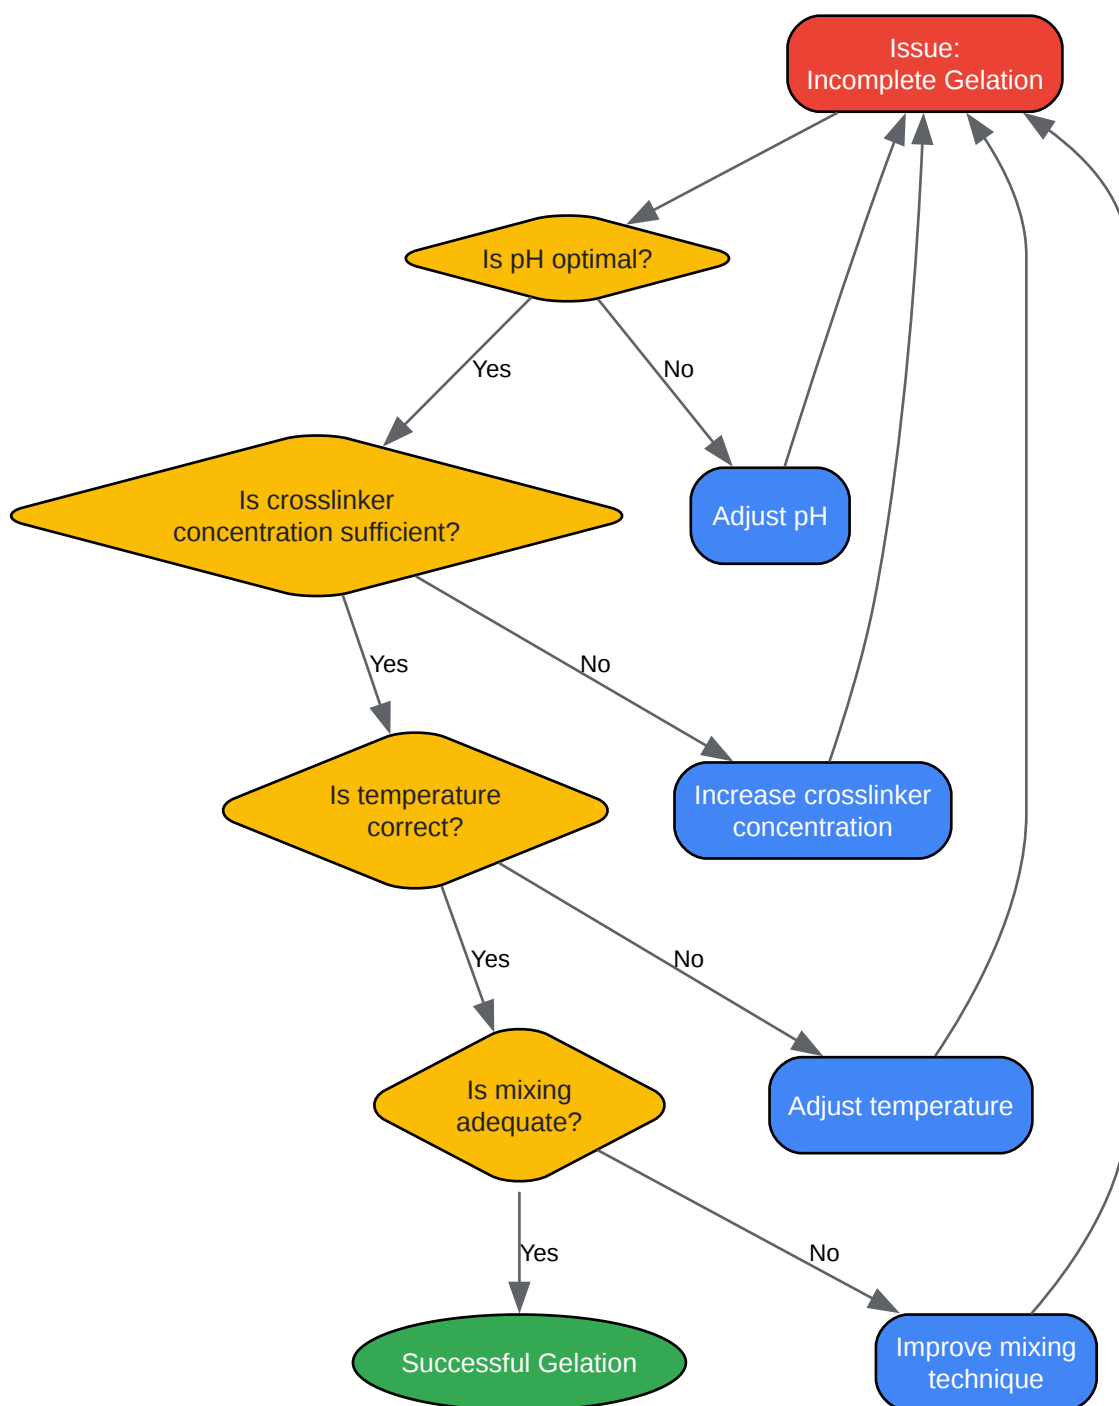 Issue:
Incomplete Gelation
Is pH optimal?
Yes
No
Is crosslinker
concentration sufficient?
Adjust pH
Yes
No
Is temperature
correct?
Increase crosslinker
concentration
Yes
No
Is mixing
adequate?
Adjust temperature
Yes
No
Successful Gelation
Improve mixing
technique